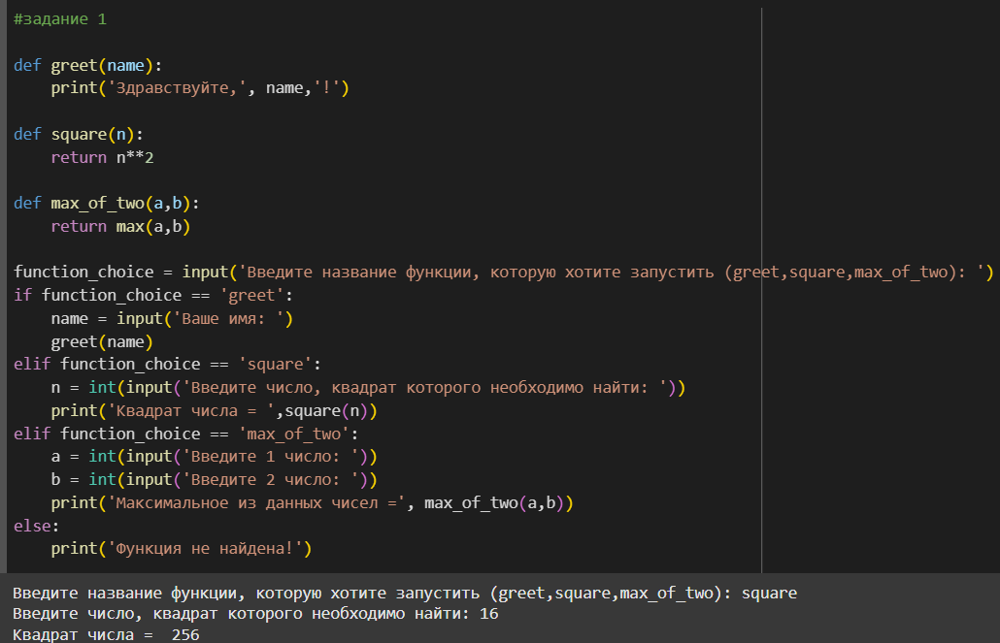 #задание 1
def greet(name):
    print('Здравствуйте,', name,'!')
def square(n):
    return n**2
def max_of_two(a,b):
    return max(a,b)
function_choice = input('Введите название функции, которую хотите запустить (greet,square,max_of_two): ')
if function_choice == 'greet':
    name = input('Ваше имя: ')
    greet(name)
elif function_choice == 'square':
    n = int(input('Введите число, квадрат которого необходимо найти: '))
    print('Квадрат числа = ',square(n))
elif function_choice == 'max_of_two':
    a = int(input('Введите 1 число: '))
    b = int(input('Введите 2 число: '))
    print('Максимальное из данных чисел =', max_of_two(a,b))
else:
    print('Функция не найдена!')
Введите название функции, которую хотите запустить (greet,square,max_of_two): square
Введите число, квадрат которого необходимо найти: 16
Квадрат числа =  256